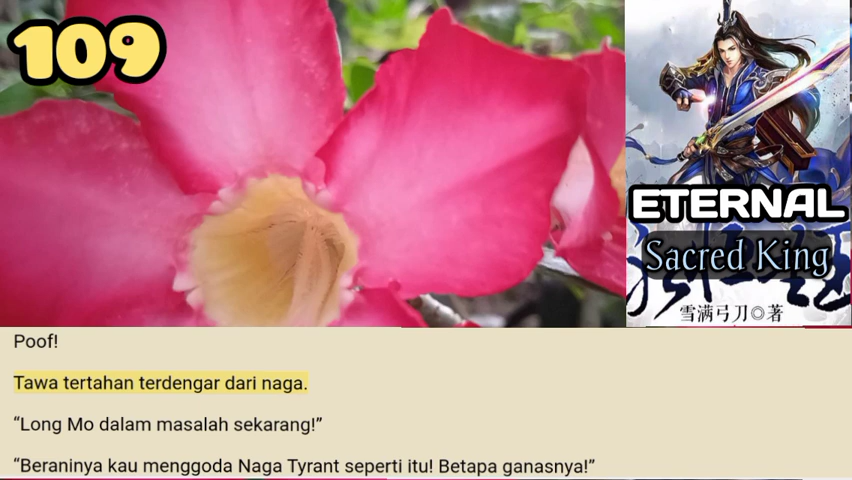 109
ETERNAL
Sacred King
雪满弓刀◎著
Poof!
Tawa tertahan terdengar dari naga.
“Long Mo dalam masalah sekarang!”
“Beraninya kau menggoda Naga Tyrant seperti itu! Betapa ganasnya!”